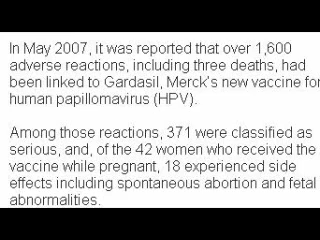 In May 2007, it was reported that over 1,600
adverse reactions, including three deaths, had
been linked to Gardasil, Merck's new vaccine for
human papillomavirus (HPV).
Among those reactions, 371 were classified as
serious, and, of the 42 women who received the
vaccine while pregnant, 18 experienced side
effects including spontaneous abortion and fetal
abnormalities.